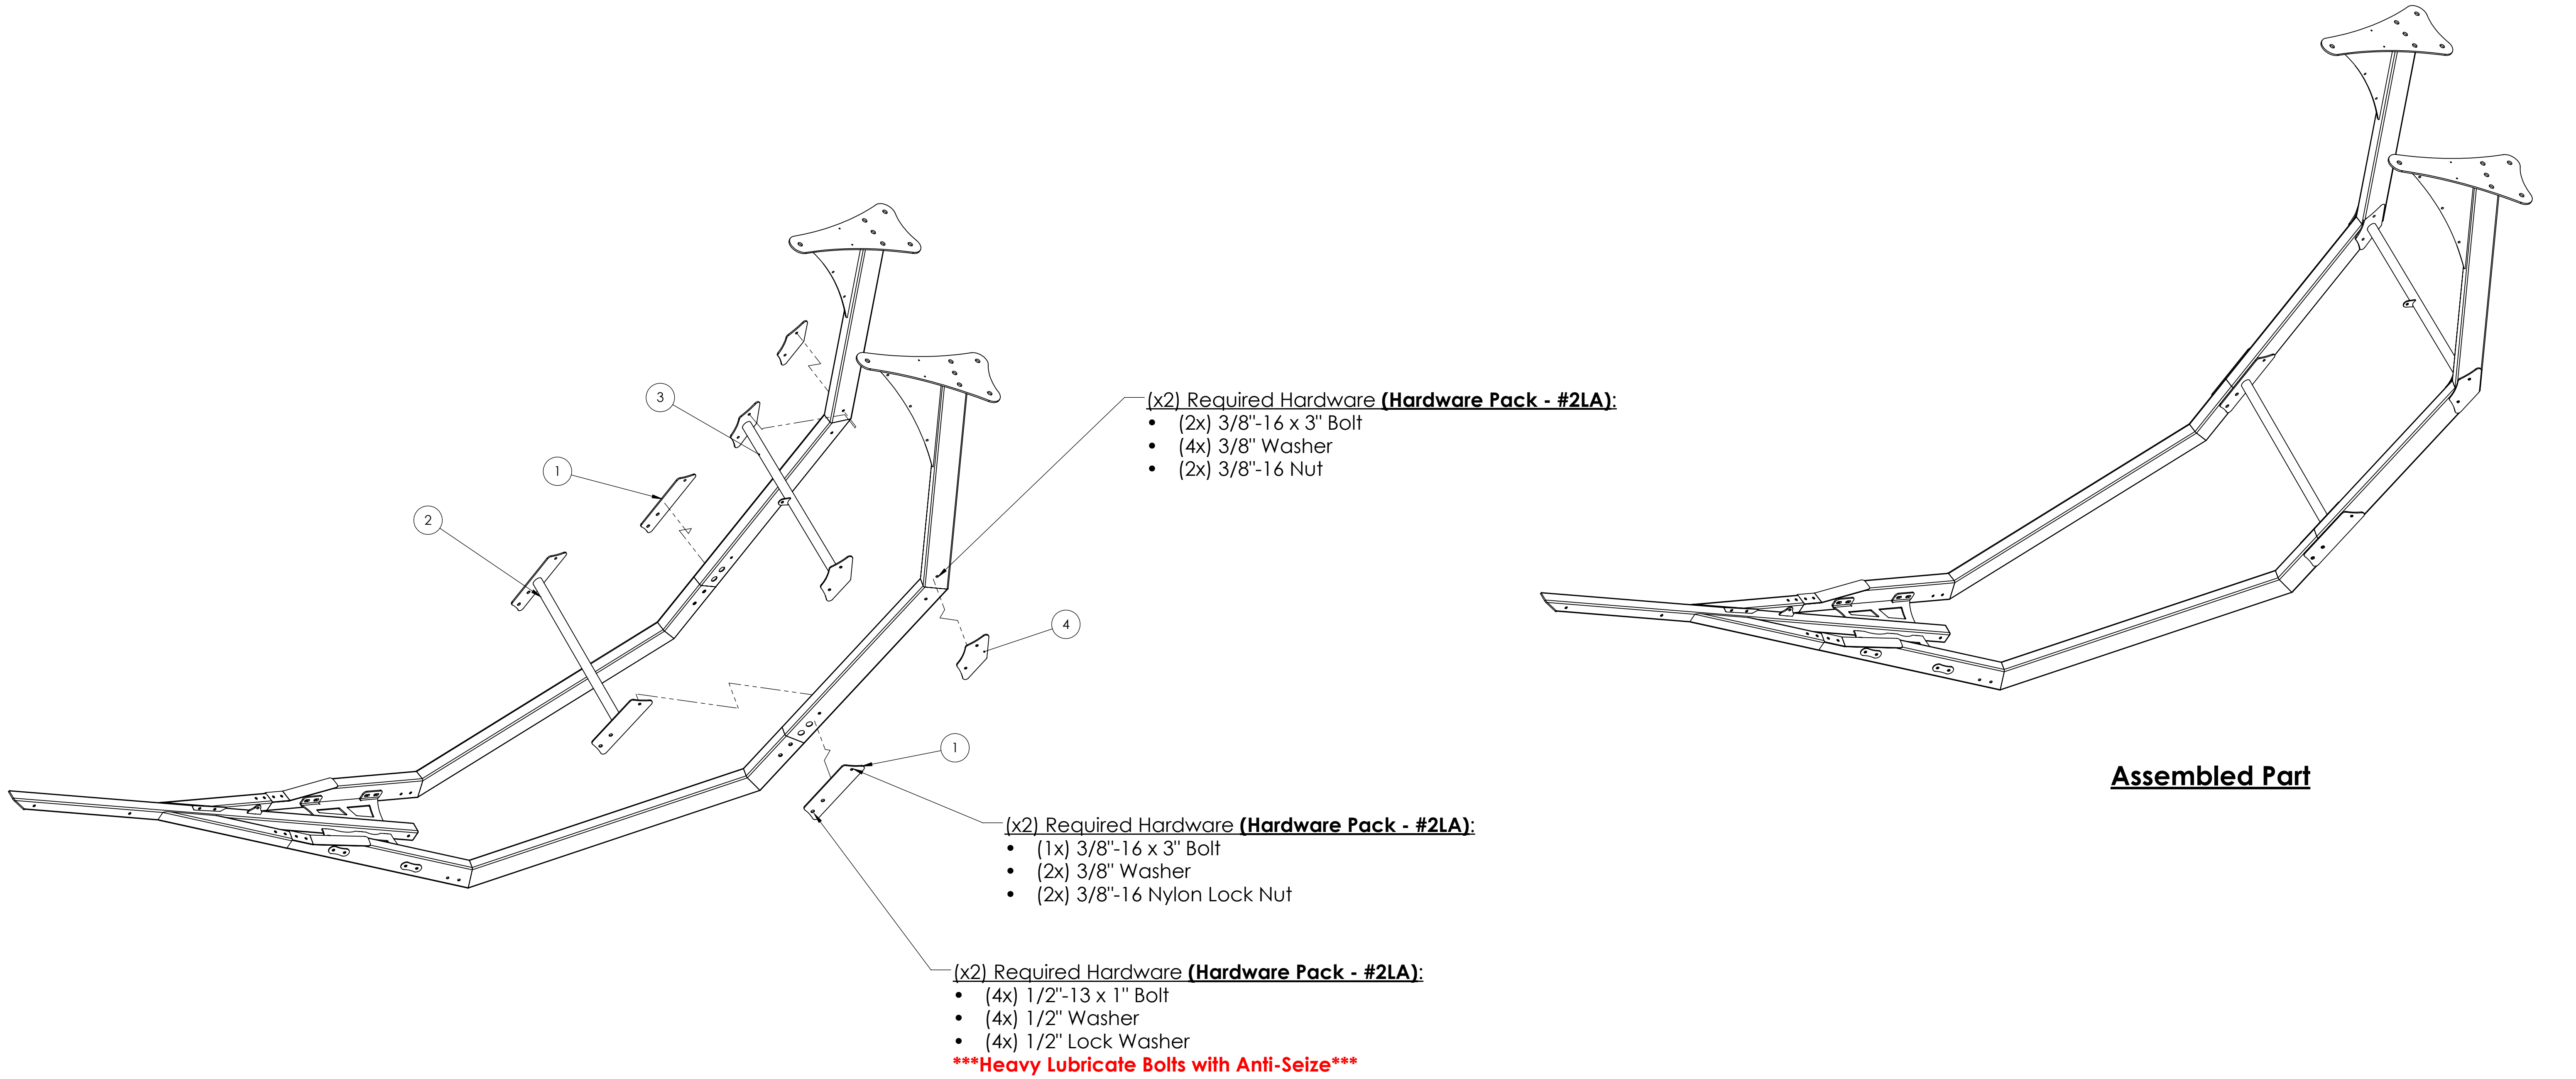 3
1
2
(x2) Required Hardware (Hardware Pack - #2LA):
• (2x) 3/8"-16 x 3" Bolt
• (4x) 3/8" Washer
• (2x) 3/8"-16 Nut
4
1
(x2) Required Hardware (Hardware Pack - #2LA):
• (1x) 3/8"-16 x 3" Bolt
• (2x) 3/8" Washer
• (2x) 3/8"-16 Nylon Lock Nut
(x2) Required Hardware (Hardware Pack - #2LA):
• (4x) 1/2"-13 x 1" Bolt
• (4x) 1/2" Washer
• (4x) 1/2" Lock Washer
***Heavy Lubricate Bolts with Anti-Seize***
Assembled Part